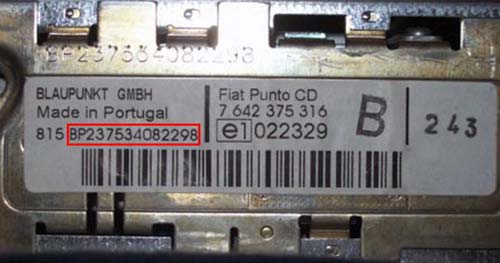 BP237534082298
BLAUPUNKT GMBH
Made in Portugal
815 BP237534082298
Fiat Punto CD
7 642 375 316
e1 022329
B
243